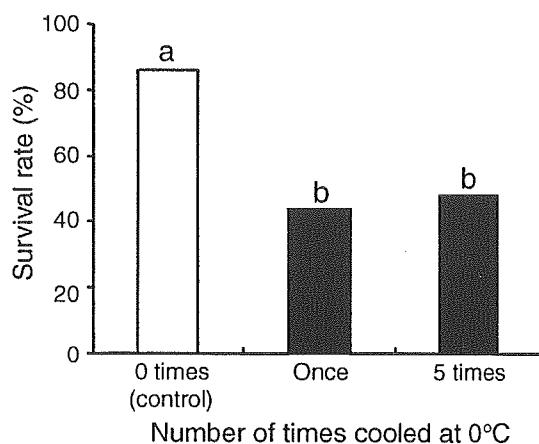 100
80
60
40
20
0
Survival rate (%)
a
b
b
0 times
(control)
Once
5 times
Number of times cooled at 0°C